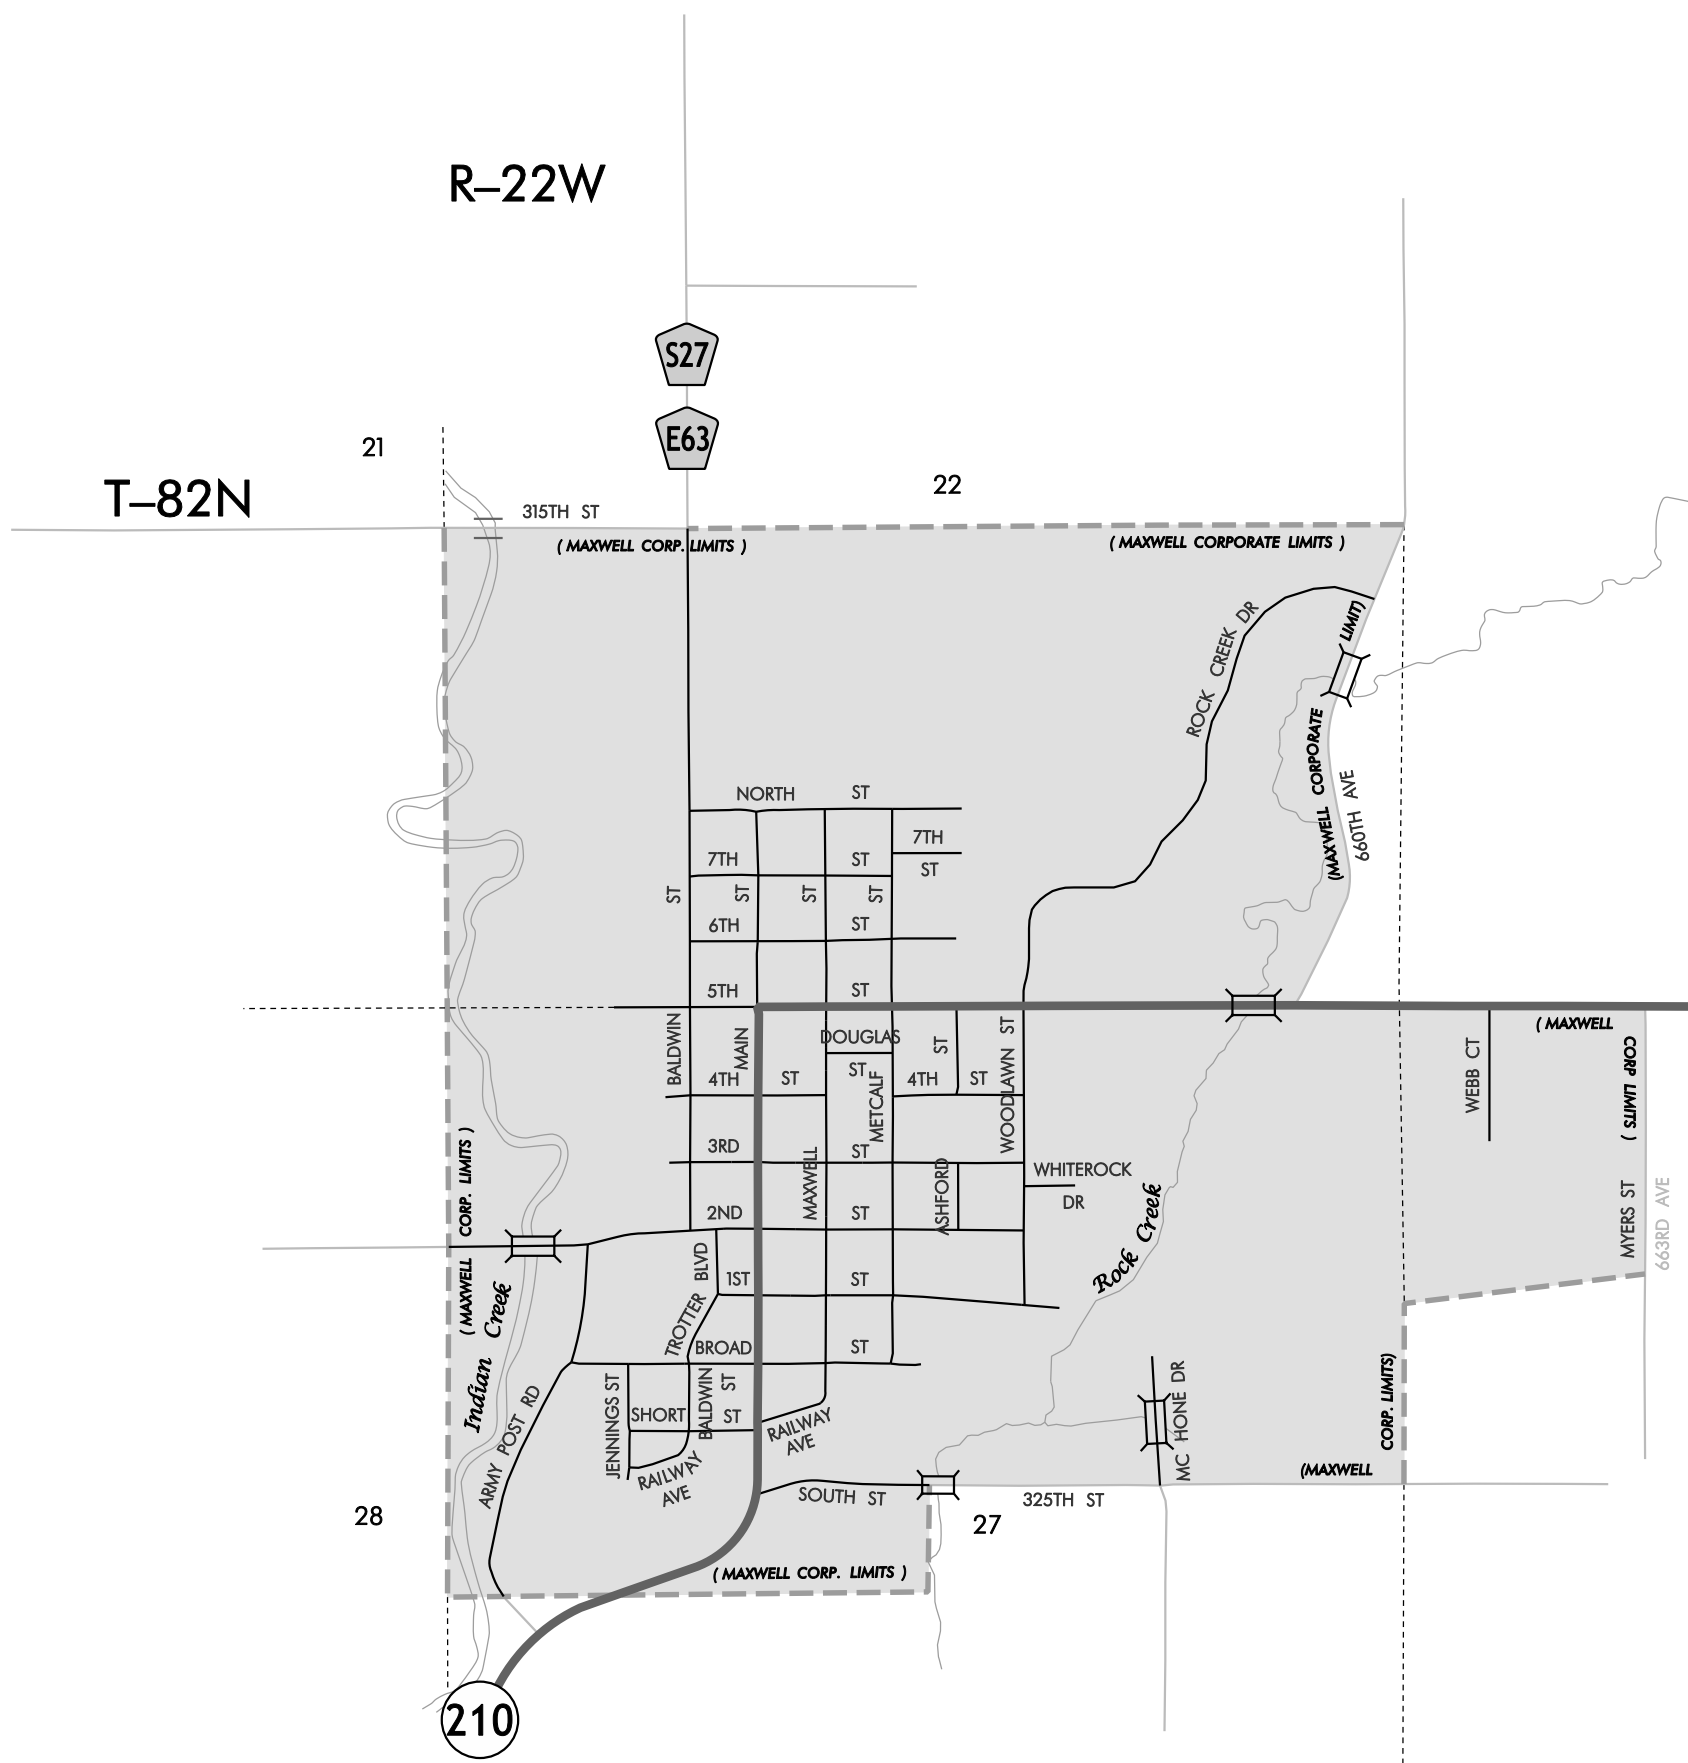 R–22W
S27
E63
21
22
T–82N
315TH ST
( MAXWELL CORP. LIMITS )
( MAXWELL CORPORATE LIMITS )
ROCK CREEK DR
(MAXWELL CORPORATE LIMIT)
660TH AVE
NORTH ST
7TH ST
7TH ST
ST
ST
ST
ST
6TH ST
5TH ST
BALDWIN
MAIN
DOUGLAS ST
4TH ST
METCALF
4TH ST
ST
WOODLAWN ST
WEBB CT
( MAXWELL CORP LIMITS )
3RD ST
MAXWELL
ASHFORD
WHITEROCK DR
MYERS ST
663RD AVE
2ND ST
( MAXWELL CORP. LIMITS )
Indian Creek
Rock Creek
TROTTER BLVD
1ST ST
BROAD ST
ARMY POST RD
JENNINGS ST
SHORT ST
BALDWIN ST
RAILWAY AVE
RAILWAY AVE
MC HONE DR
(MAXWELL CORP. LIMITS)
SOUTH ST
325TH ST
28
27
( MAXWELL CORP. LIMITS )
210